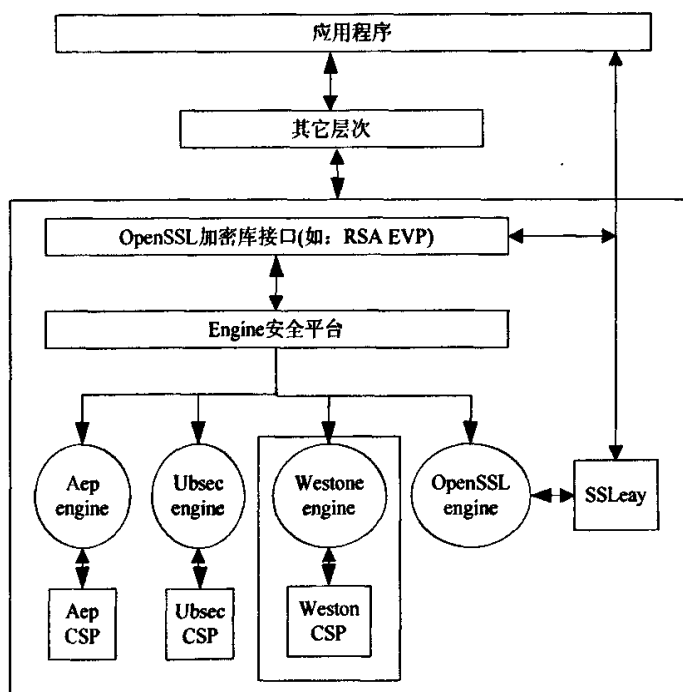 应用程序
其它层次
OpenSSL加密库接口(如：RSA EVP)
Engine安全平台
Aep
engine
Ubsec
engine
Westone
engine
OpenSSL
engine
SSLeay
Aep
CSP
Ubsec
CSP
Weston
CSP